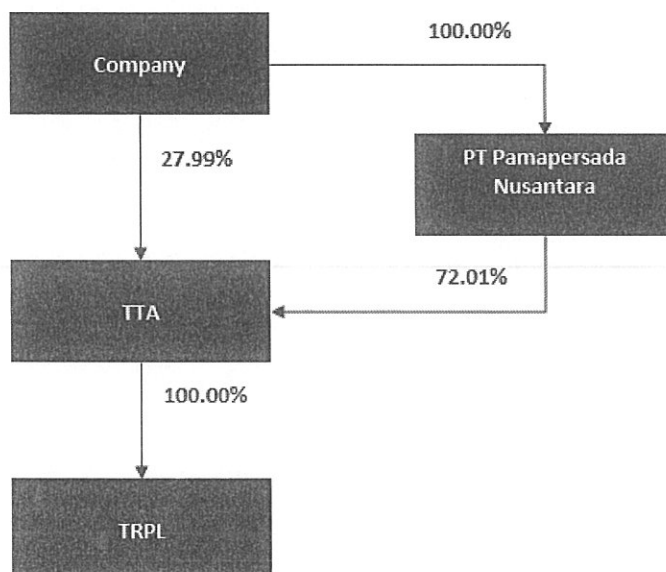 100.00%
Company
27.99%
PT Pamapersada
Nusantara
72.01%
TTA
100.00%
TRPL